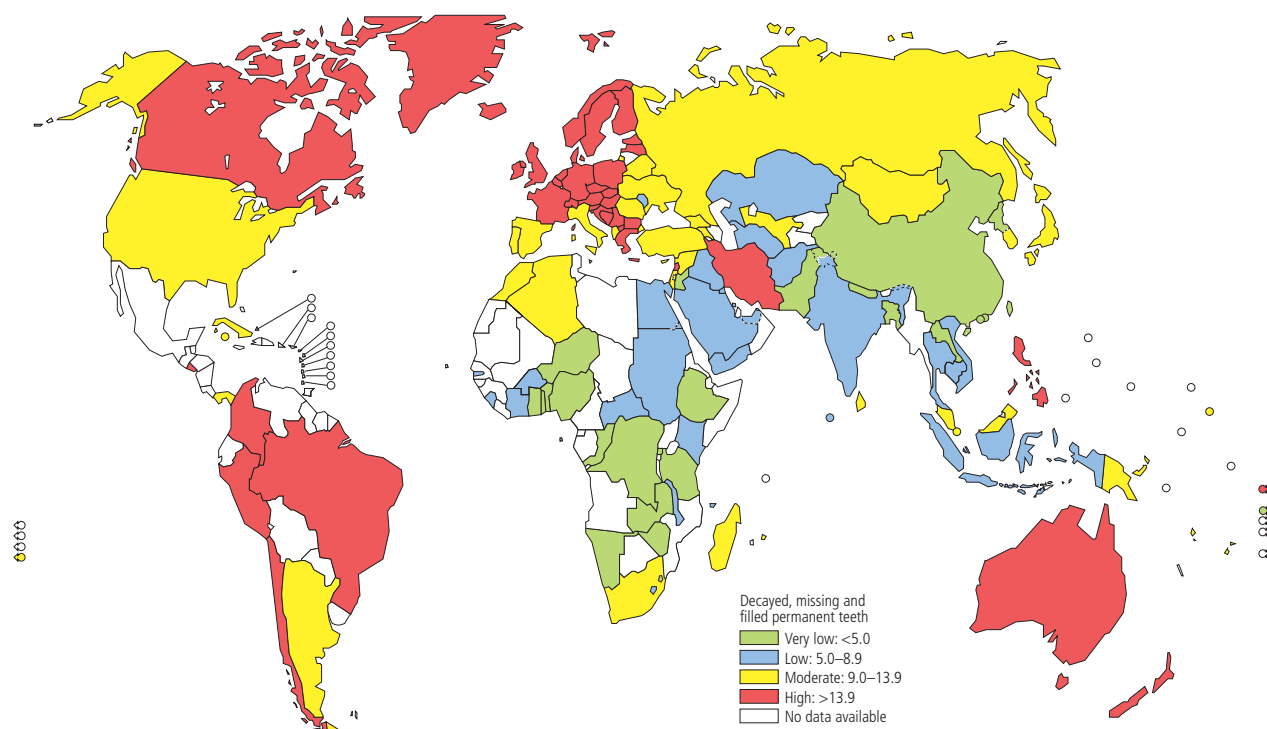 Decayed, missing and
filled permanent teeth
Very low: <5.0
Low: 5.0–8.9
Moderate: 9.0–13.9
High: >13.9
No data available